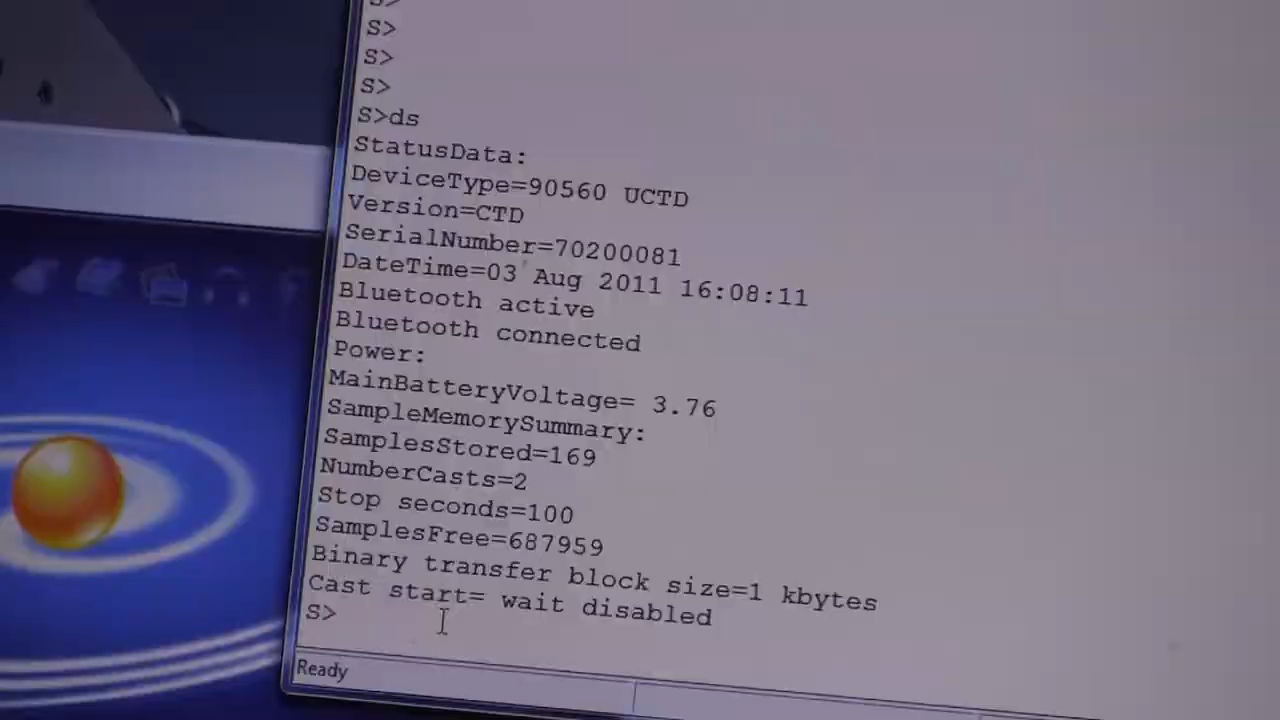 S>
S>
S>
S>
S>ds
StatusData:
DeviceType=90560 UCTD
Version=CTD
SerialNumber=70200081
DateTime=03 Aug 2011 16:08:11
Bluetooth active
Bluetooth connected
Power:
MainBatteryVoltage= 3.76
SampleMemorySummary:
SamplesStored=169
NumberCasts=2
Stop seconds=100
SamplesFree=687959
Binary transfer block size=1 kbytes
Cast start= wait disabled
S>
Ready